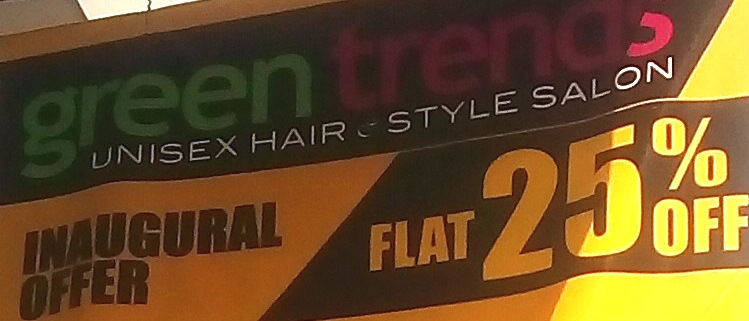 green trends
UNISEX HAIR & STYLE SALON
INAUGURAL
OFFER
FLAT 25% OFF